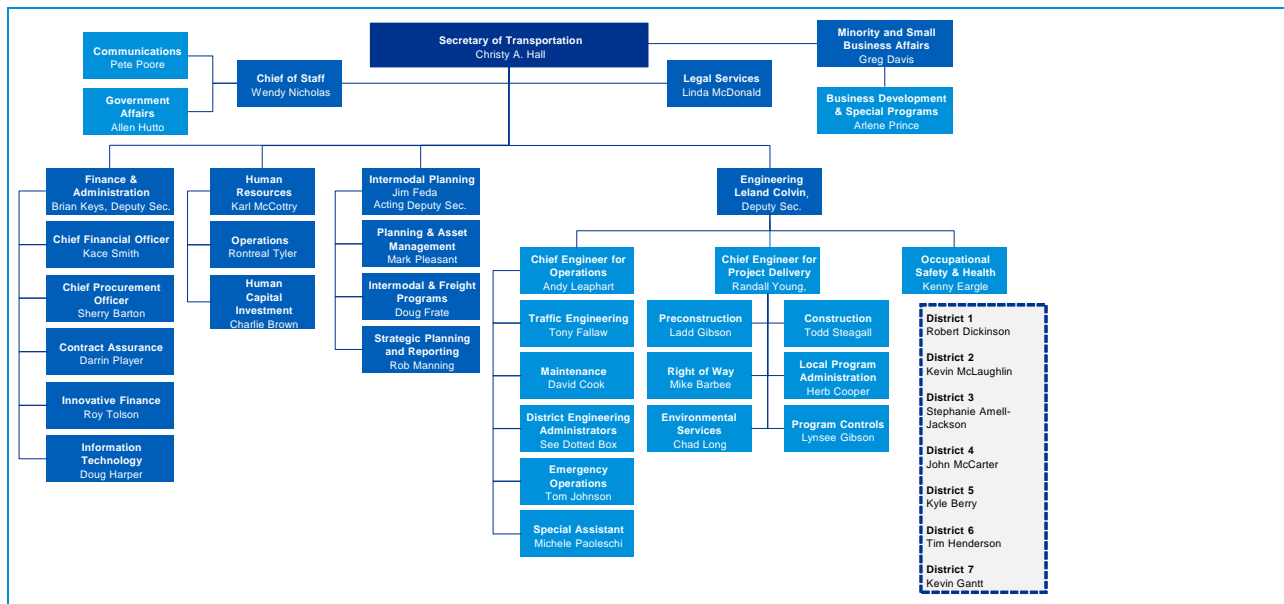 Secretary of Transportation
Christy A. Hall
Minority and Small
Business Affairs
Greg Davis
Communications
Pete Poore
Chief of Staff
Wendy Nicholas
Legal Services
Linda McDonald
Government
Affairs
Allen Hutto
Business Development
& Special Programs
Arlene Prince
Finance &
Administration
Brian Keys, Deputy Sec.
Chief Financial Officer
Kace Smith
Chief Procurement
Officer
Sherry Barton
Contract Assurance
Darrin Player
Innovative Finance
Roy Tolson
Information
Technology
Doug Harper
Human
Resources
Karl McCottry
Operations
Rontreal Tyler
Human
Capital
Investment
Charlie Brown
Intermodal Planning
Jim Feda
Acting Deputy Sec.
Planning & Asset
Management
Mark Pleasant
Intermodal & Freight
Programs
Doug Frate
Strategic Planning
and Reporting
Rob Manning
Engineering
Leland Colvin,
Deputy Sec.
Chief Engineer for
Operations
Andy Leaphart
Traffic Engineering
Tony Fallaw
Maintenance
David Cook
District Engineering
Administrators
See Dotted Box
Emergency
Operations
Tom Johnson
Special Assistant
Michele Paoleschi
Chief Engineer for
Project Delivery
Randall Young,
Preconstruction
Ladd Gibson
Construction
Todd Steagall
Right of Way
Mike Barbee
Local Program
Administration
Herb Cooper
Environmental
Services
Chad Long
Program Controls
Lynsee Gibson
Occupational
Safety & Health
Kenny Eargle
District 1
Robert Dickinson
District 2
Kevin McLaughlin
District 3
Stephanie Amell-
Jackson
District 4
John McCarter
District 5
Kyle Berry
District 6
Tim Henderson
District 7
Kevin Gantt